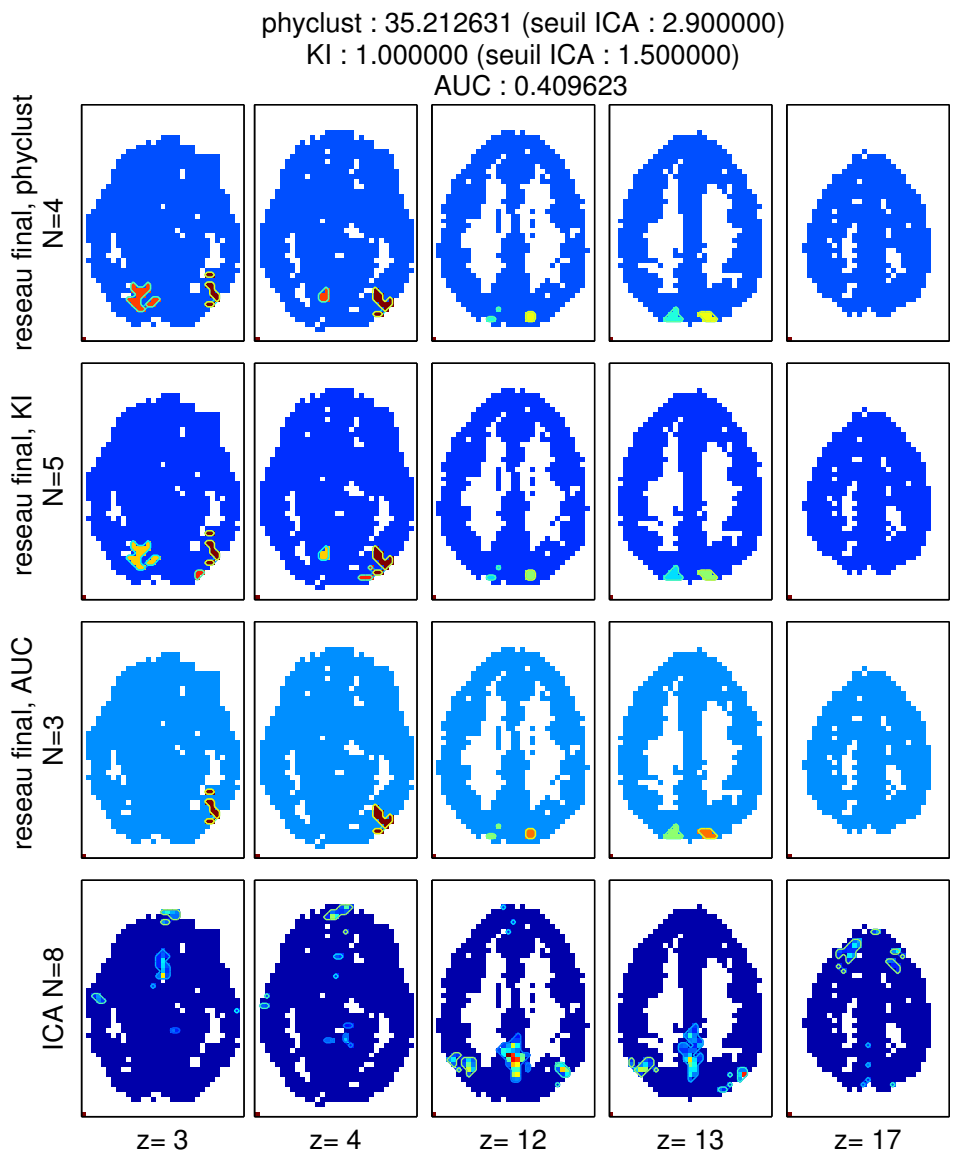 phyclust : 35.212631 (seuil ICA : 2.900000)
KI : 1.000000 (seuil ICA : 1.500000)
AUC : 0.409623
reseau final, phyclust
N=4
reseau final, KI
N=5
reseau final, AUC
N=3
ICA N=8
z= 3
z= 4
z= 12
z= 13
z= 17